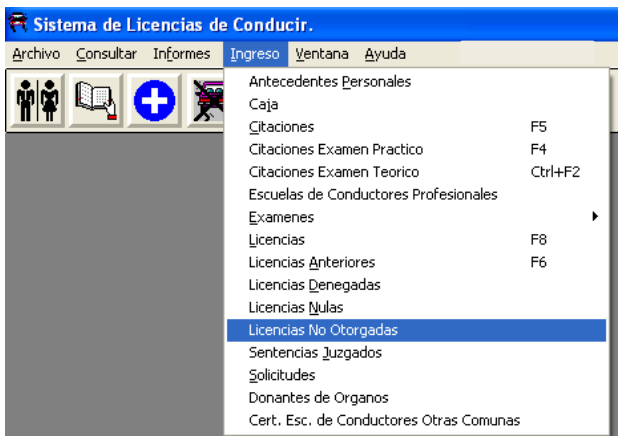 Sistema de Licencias de Conducir.
Archivo Consultar Informes Ingreso Ventana Ayuda
Antecedentes Personales
Caja
Citaciones F5
Citaciones Examen Practico F4
Citaciones Examen Teorico Ctrl+F2
Escuelas de Conductores Profesionales
Examenes
Licencias F8
Licencias Anteriores F6
Licencias Denegadas
Licencias Nulas
Licencias No Otorgadas
Sentencias Juzgados
Solicitudes
Donantes de Organos
Cert. Esc. de Conductores Otras Comunas